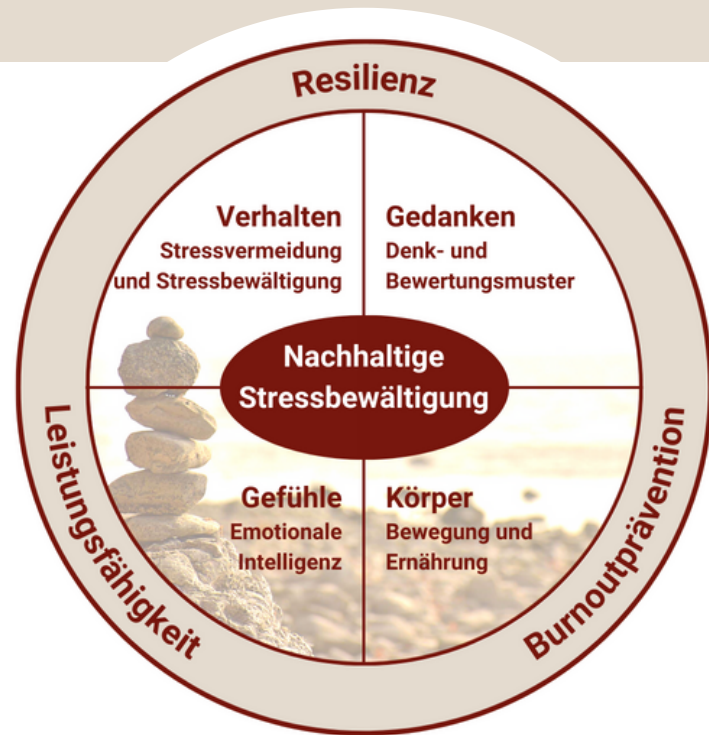 Resilienz
Verhalten
Stressvermeidung
und Stressbewältigung
Gedanken
Denk- und
Bewertungsmuster
Nachhaltige
Stressbewältigung
Gefühle
Emotionale
Intelligenz
Körper
Bewegung und
Ernährung
Leistungsfähigkeit
Burnoutprävention